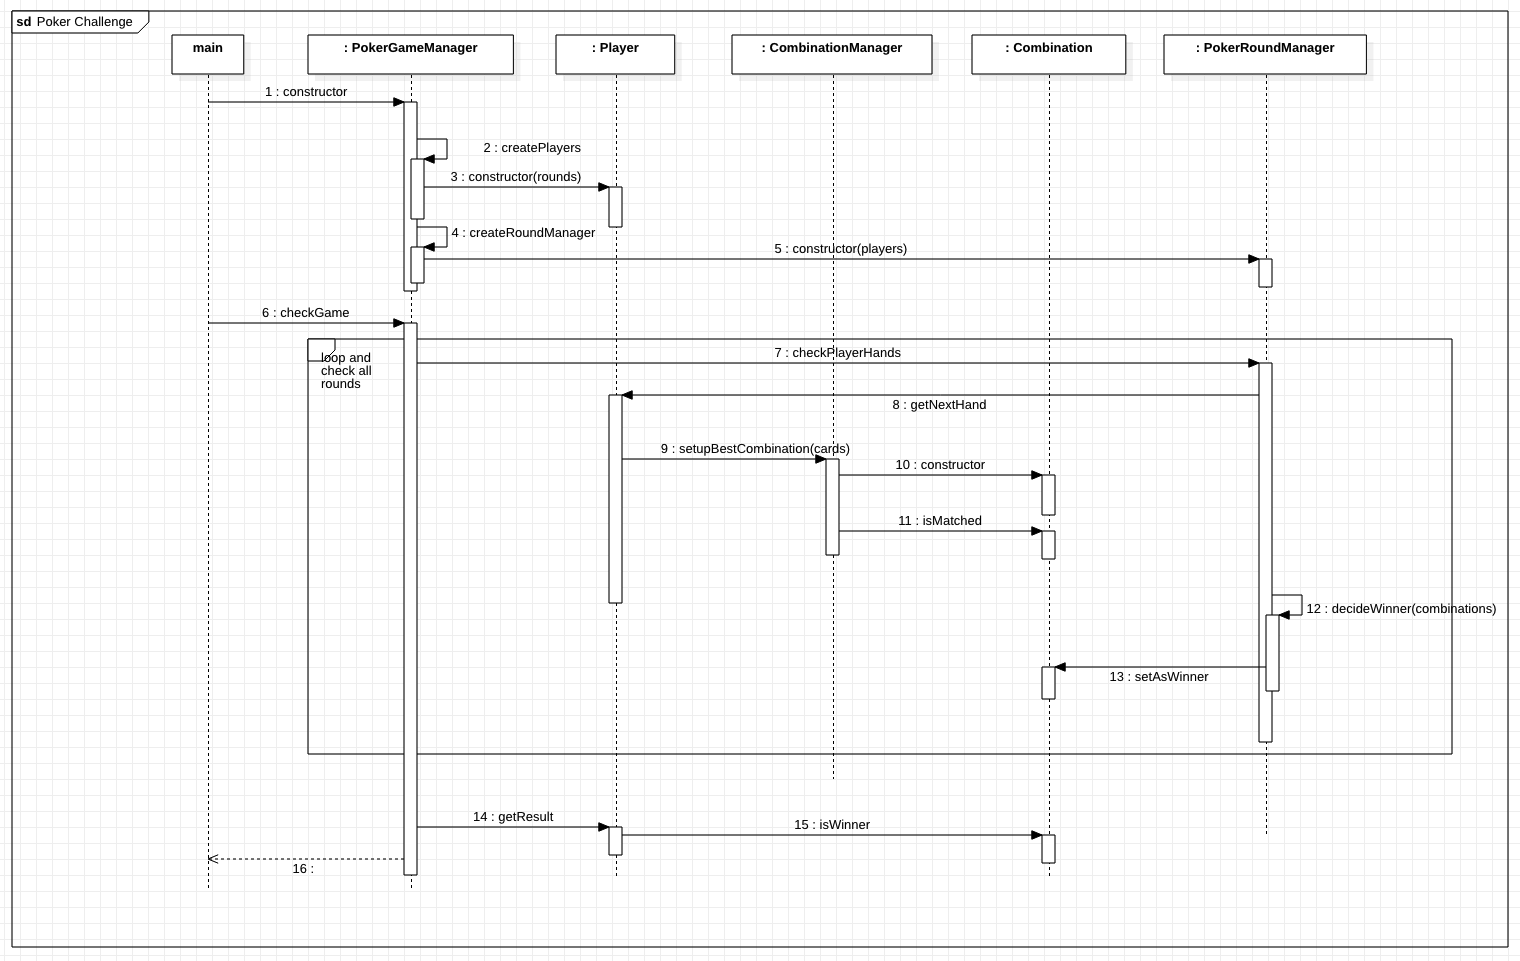 sd Poker Challenge
main
: PokerGameManager
: Player
: CombinationManager
: Combination
: PokerRoundManager
1 : constructor
2 : createPlayers
3 : constructor(rounds)
4 : createRoundManager
5 : constructor(players)
6 : checkGame
loop and
check all
rounds
7 : checkPlayerHands
8 : getNextHand
9 : setupBestCombination(cards)
10 : constructor
11 : isMatched
12 : decideWinner(combinations)
13 : setAsWinner
14 : getResult
15 : isWinner
16 :